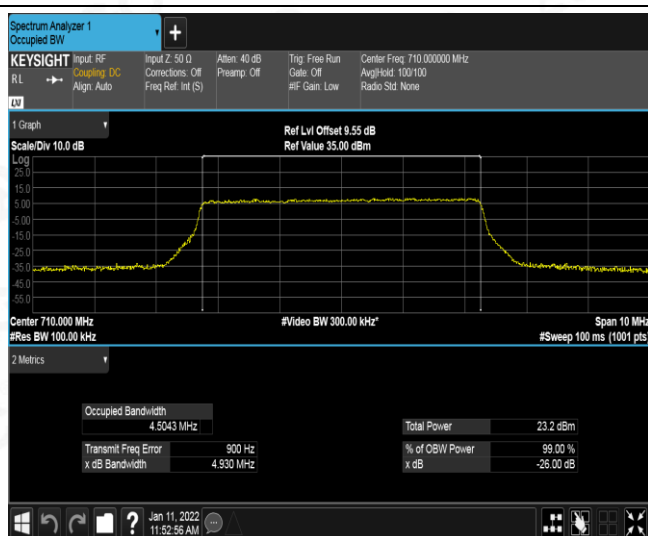 Spectrum Analyzer 1
Occupied BW
+
KEYSIGHT Input: RF Input Z: 50 Ω Atten: 40 dB Trig: Free Run Center Freq: 710.000000 MHz
RL Coupling: DC Corrections: Off Preamp: Off Gate: Off Avg|Hold: 100/100
Align: Auto Freq Ref: Int (S) #IF Gain: Low Radio Std: None
LXI
1 Graph
Ref Lvl Offset 9.55 dB
Scale/Div 10.0 dB Ref Value 35.00 dBm
Log
25.0
15.0
5.00
-5.00
-15.0
-25.0
-35.0
-45.0
-55.0
Center 710.000 MHz #Video BW 300.00 kHz* Span 10 MHz
#Res BW 100.00 kHz #Sweep 100 ms (1001 pts)
2 Metrics
Occupied Bandwidth
4.5043 MHz Total Power 23.2 dBm
Transmit Freq Error 900 Hz % of OBW Power 99.00 %
x dB Bandwidth 4.930 MHz x dB -26.00 dB
? Jan 11, 2022
11:52:56 AM